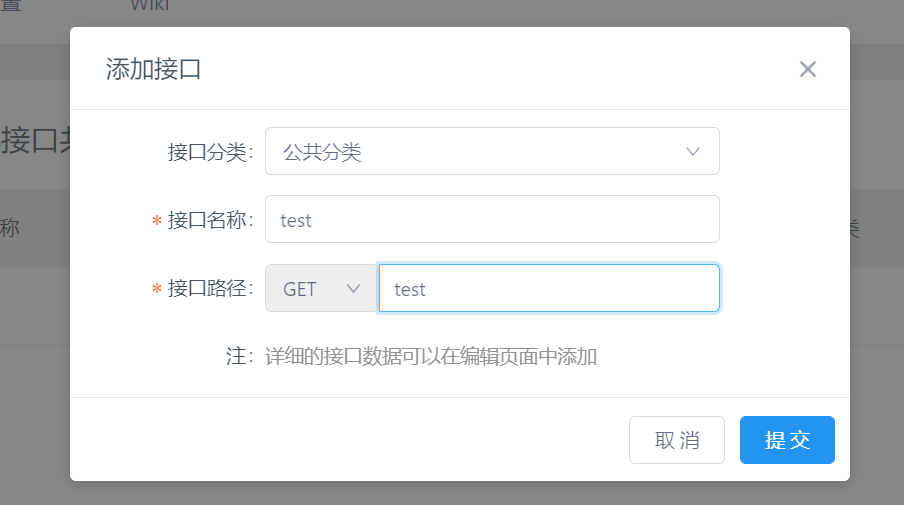 置 Wiki
添加接口
接口共
接口分类: 公共分类
称
* 接口名称: test
类
* 接口路径: GET test
注: 详细的接口数据可以在编辑页面中添加
取消 提交